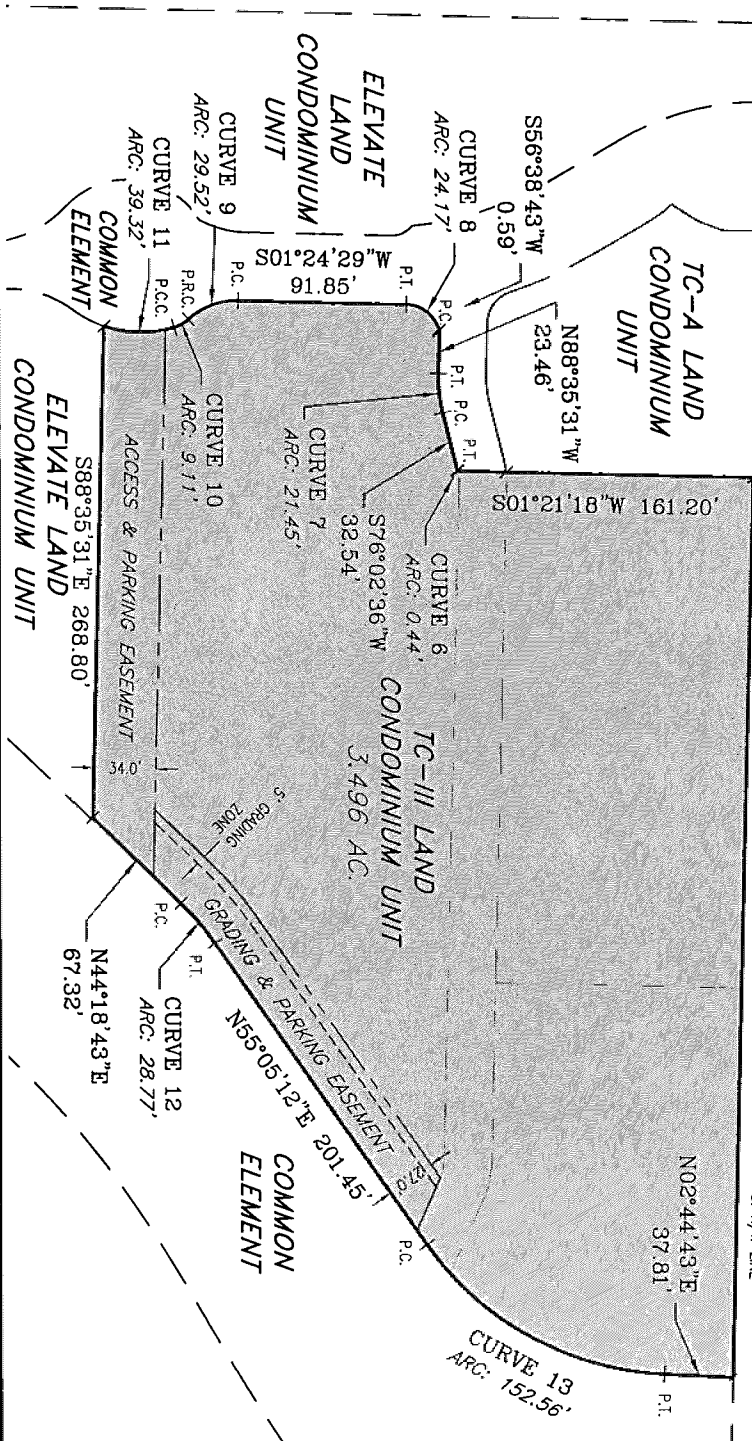 TC-A LAND
CONDOMINIUM
UNIT
S56°38'43"W
0.59'
N88°35'31"W
23.46'
ELEVATE
LAND
CONDOMINIUM
UNIT
CURVE 8
ARC: 24.17'
P.C.
P.T.
P.C.
P.T.
S01°21'18"W 161.20'
P.T.
S01°24'29"W
91.85'
P.C.
CURVE 9
ARC: 29.52'
P.R.C.
P.C.C.
CURVE 11
ARC: 39.32'
COMMON
ELEMENT
CURVE 10
ARC: 9.11'
CURVE 7
ARC: 21.45'
S76°02'36"W
32.54'
CURVE 6
ARC: 0.44'
TC-III LAND
CONDOMINIUM UNIT
3.496 AC.
ACCESS & PARKING EASEMENT
34.0'
S88°35'31"E 268.80'
ELEVATE LAND
CONDOMINIUM UNIT
5' GRADING
ZONE
GRADING & PARKING EASEMENT
27.0'
N55°05'12"E 201.45'
P.C.
P.T.
CURVE 12
ARC: 28.77'
N44°18'43"E
67.32'
COMMON
ELEMENT
P.C.
CURVE 13
ARC: 152.56'
P.T.
N02°44'43"E
37.81'